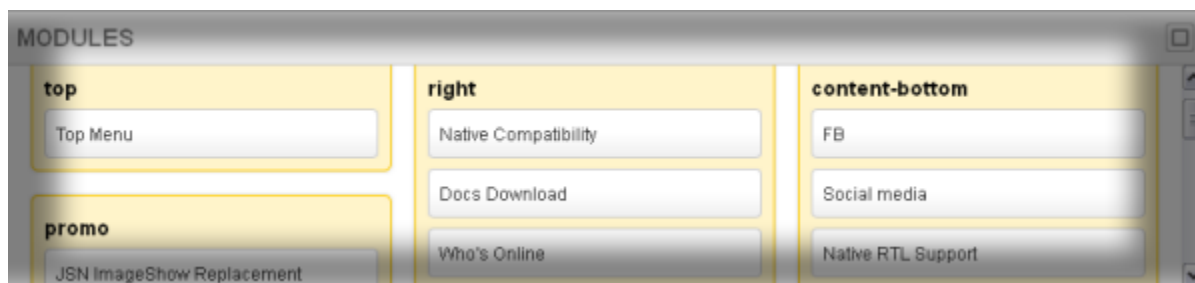 MODULES
top
Top Menu
promo
JSN ImageShow Replacement
right
Native Compatibility
Docs Download
Who's Online
content-bottom
FB
Social media
Native RTL Support